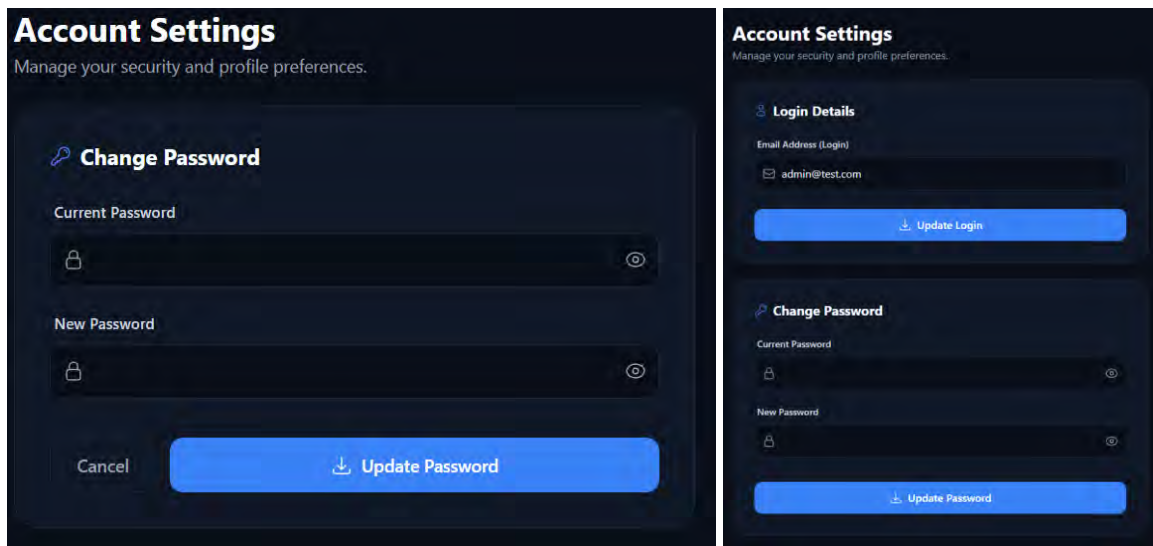 Account Settings
Manage your security and profile preferences.
Change Password
Current Password
New Password
Cancel
Update Password
Account Settings
Manage your security and profile preferences.
Login Details
Email Address (Login)
admin@test.com
Update Login
Change Password
Current Password
New Password
Update Password